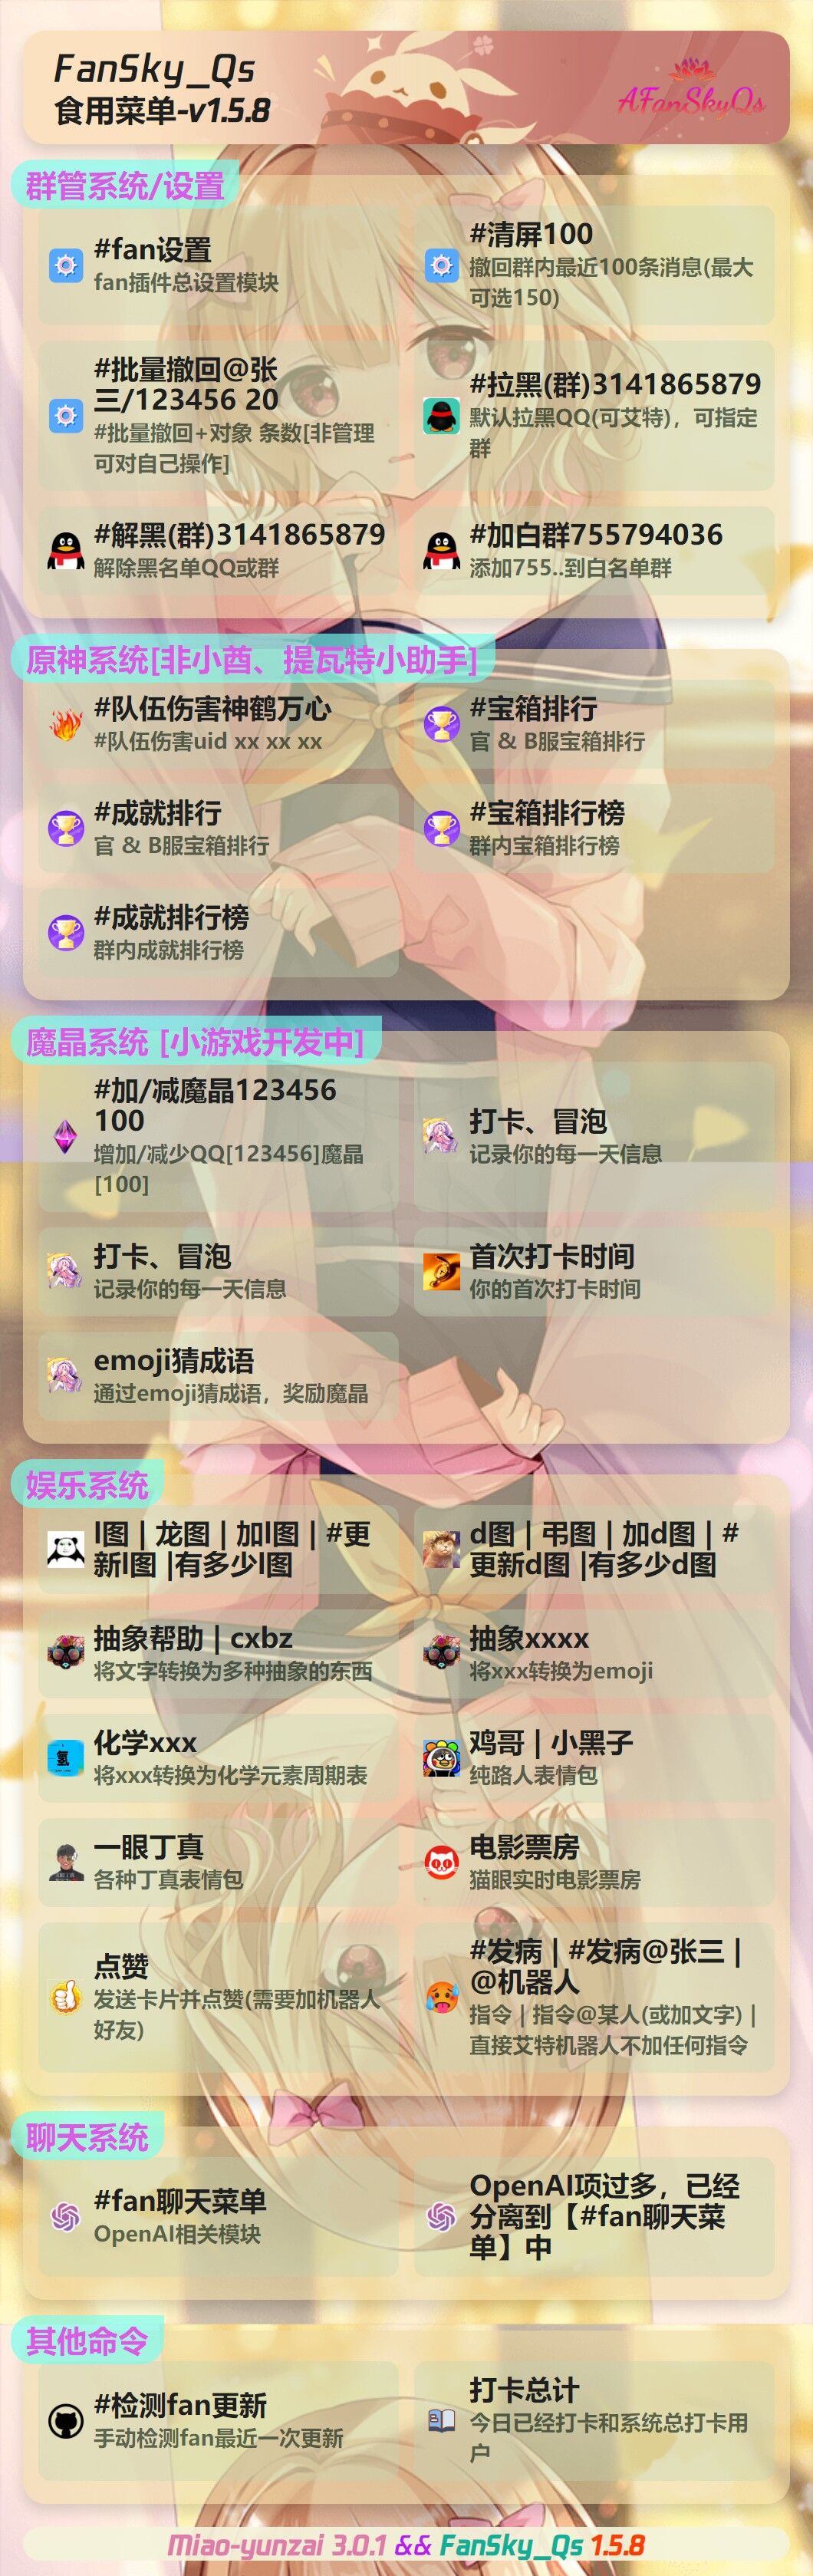 FanSky_Qs
食用菜单-v1.5.8
AFanSkyQs
群管系统/设置
#fan设置
fan插件总设置模块
#清屏100
撤回群内最近100条消息(最大
可选150)
#批量撤回@张
三/123456 20
#批量撤回+对象 条数[非管理
可对自己操作]
#拉黑(群)3141865879
默认拉黑QQ(可艾特)，可指定
群
#解黑(群)3141865879
解除黑名单QQ或群
#加白群755794036
添加755..到白名单群
原神系统[非小酋、提瓦特小助手]
#队伍伤害神鹤万心
#队伍伤害uid xx xx xx
#宝箱排行
官 & B服宝箱排行
#成就排行
官 & B服宝箱排行
#宝箱排行榜
群内宝箱排行榜
#成就排行榜
群内成就排行榜
魔晶系统 [小游戏开发中]
#加/减魔晶123456
100
增加/减少QQ[123456]魔晶
[100]
打卡、冒泡
记录你的每一天信息
打卡、冒泡
记录你的每一天信息
首次打卡时间
你的首次打卡时间
emoji猜成语
通过emoji猜成语，奖励魔晶
娱乐系统
l图 | 龙图 | 加l图 | #更
新l图 |有多少l图
d图 | 弔图 | 加d图 | #
更新d图 |有多少d图
抽象帮助 | cxbz
将文字转换为多种抽象的东西
抽象xxxx
将xxx转换为emoji
氢
化学xxx
将xxx转换为化学元素周期表
鸡哥 | 小黑子
纯路人表情包
一眼丁真
各种丁真表情包
电影票房
猫眼实时电影票房
点赞
发送卡片并点赞(需要加机器人
好友)
#发病 | #发病@张三 |
@机器人
指令 | 指令@某人(或加文字) |
直接艾特机器人不加任何指令
聊天系统
#fan聊天菜单
OpenAI相关模块
OpenAI项过多，已经
分离到【#fan聊天菜
单】中
其他命令
#检测fan更新
手动检测fan最近一次更新
打卡总计
今日已经打卡和系统总打卡用
户
Miao-yunzai 3.0.1 && FanSky_Qs 1.5.8